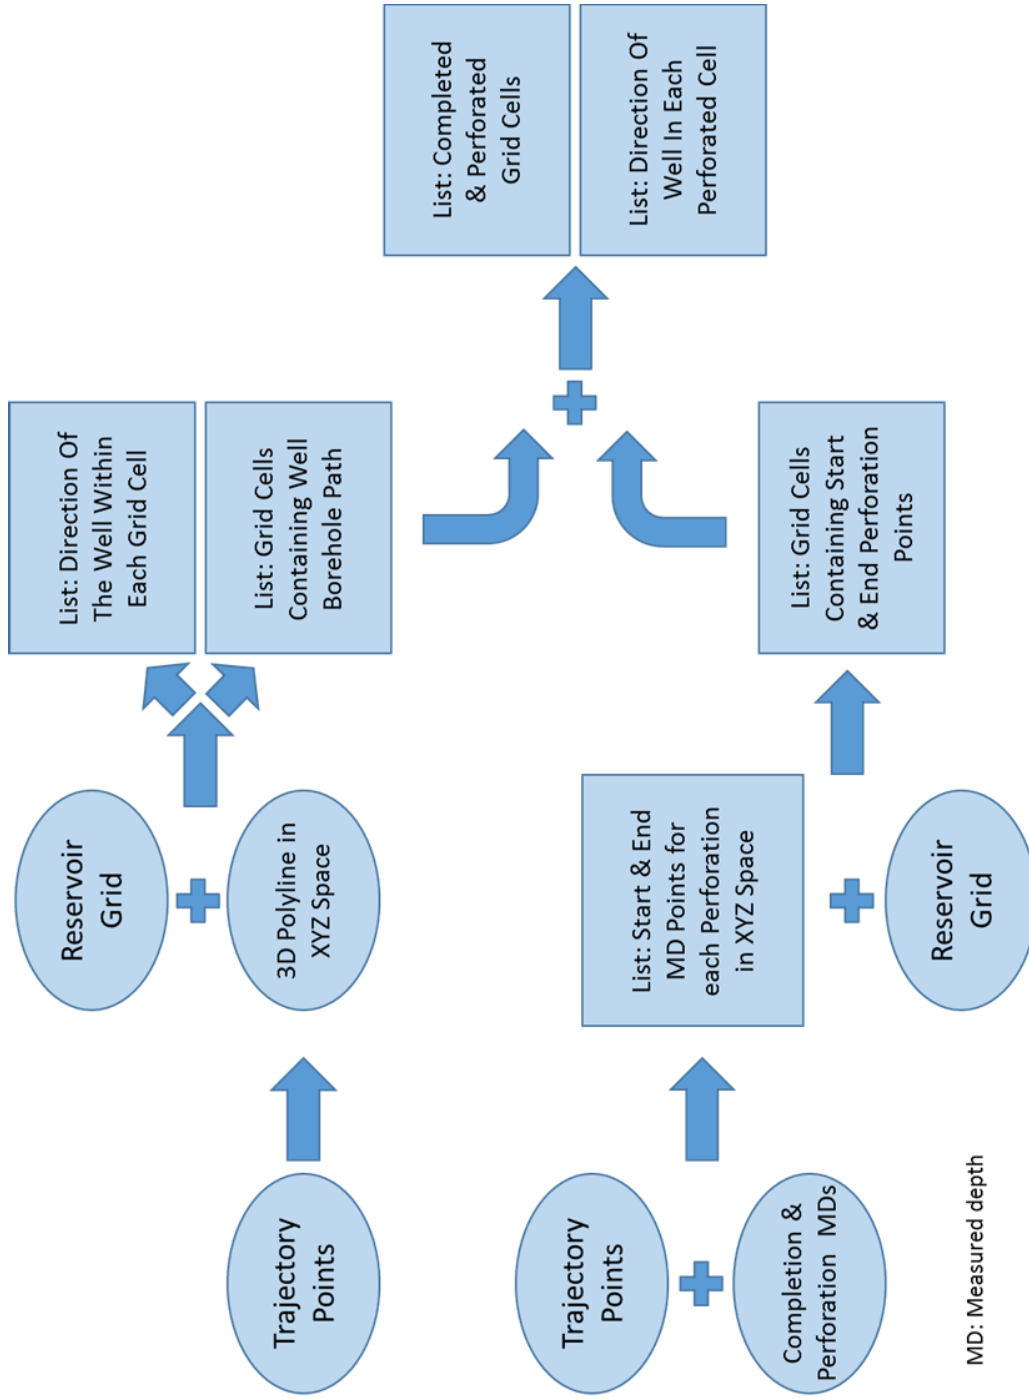 Trajectory
Points
Reservoir
Grid
3D Polyline in
XYZ Space
List: Direction Of
The Well Within
Each Grid Cell
List: Grid Cells
Containing Well
Borehole Path
Trajectory
Points
Completion &
Perforation MDs
List: Start & End
MD Points for
each Perforation
in XYZ Space
Reservoir
Grid
List: Grid Cells
Containing Start
& End Perforation
Points
List: Completed
& Perforated
Grid Cells
List: Direction Of
Well In Each
Perforated Cell
MD: Measured depth